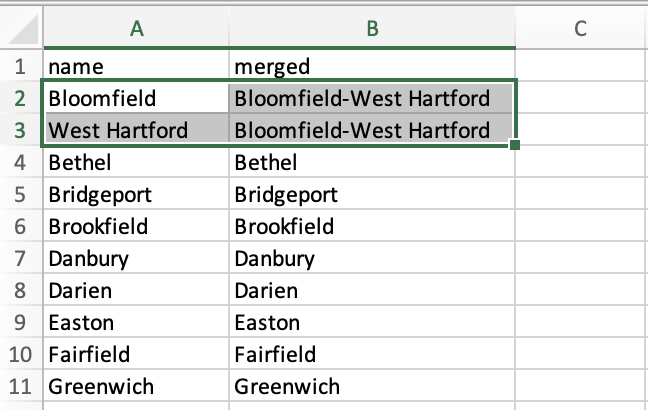 A B C
1 name merged
2 Bloomfield Bloomfield-West Hartford
3 West Hartford Bloomfield-West Hartford
4 Bethel Bethel
5 Bridgeport Bridgeport
6 Brookfield Brookfield
7 Danbury Danbury
8 Darien Darien
9 Easton Easton
10 Fairfield Fairfield
11 Greenwich Greenwich